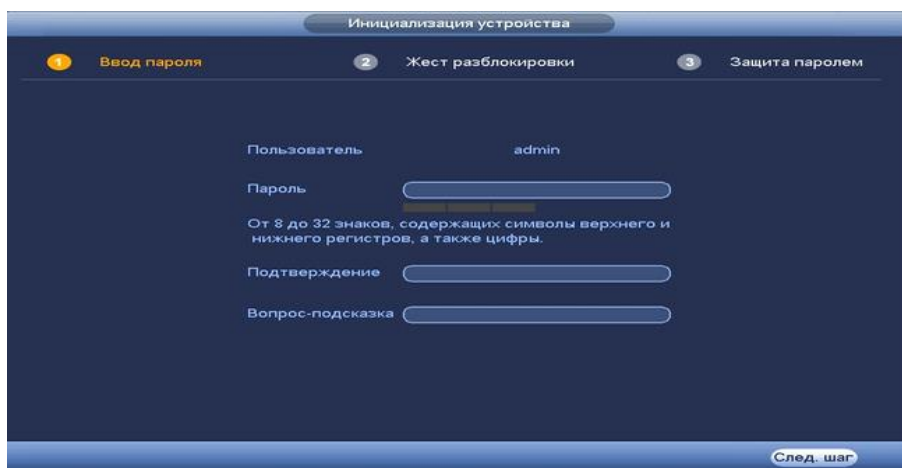 Инициализация устройства
1 Ввод пароля 2 Жест разблокировки 3 Защита паролем
Пользователь admin
Пароль
От 8 до 32 знаков, содержащих символы верхнего и
нижнего регистров, а также цифры.
Подтверждение
Вопрос-подсказка
След. шаг